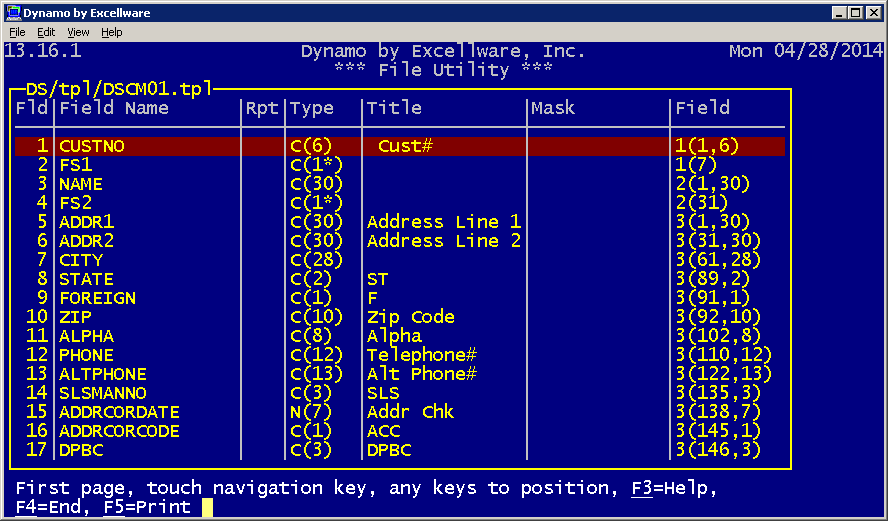 Dynamo by Excellware
File Edit View Help
13.16.1 Dynamo by Excellware, Inc. Mon 04/28/2014
*** File Utility ***
DS/tpl/DSCM01.tpl
Fld Field Name Rpt Type Title Mask Field
1 CUSTNO C(6) Cust# 1(1,6)
2 FS1 C(1*) 1(7)
3 NAME C(30) 2(1,30)
4 FS2 C(1*) 2(31)
5 ADDR1 C(30) Address Line 1 3(1,30)
6 ADDR2 C(30) Address Line 2 3(31,30)
7 CITY C(28) 3(61,28)
8 STATE C(2) ST 3(89,2)
9 FOREIGN C(1) F 3(91,1)
10 ZIP C(10) Zip Code 3(92,10)
11 ALPHA C(8) Alpha 3(102,8)
12 PHONE C(12) Telephone# 3(110,12)
13 ALTPHONE C(13) Alt Phone# 3(122,13)
14 SLSMANNO C(3) SLS 3(135,3)
15 ADDRCORDATE N(7) Addr Chk 3(138,7)
16 ADDRCORCODE C(1) ACC 3(145,1)
17 DPBC C(3) DPBC 3(146,3)
First page, touch navigation key, any keys to position, F3=Help,
F4=End, F5=Print